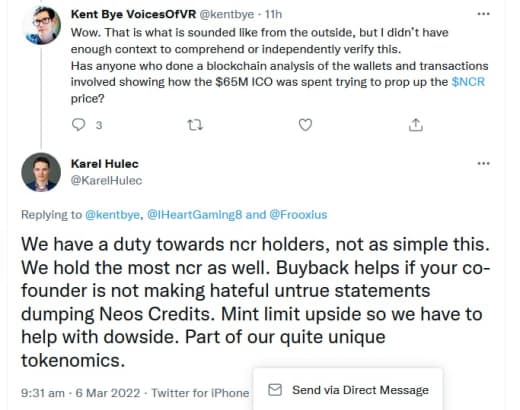 Kent Bye VoicesOfVR @kentbye · 11h
Wow. That is what is sounded like from the outside, but I didn't have
enough context to comprehend or independently verify this.
Has anyone who done a blockchain analysis of the wallets and transactions
involved showing how the $65M ICO was spent trying to prop up the $NCR
price?
3
Karel Hulec
@KarelHulec
Replying to @kentbye, @IHeartGaming8 and @Frooxius
We have a duty towards ncr holders, not as simple this.
We hold the most ncr as well. Buyback helps if your co-
founder is not making hateful untrue statements
dumping Neos Credits. Mint limit upside so we have to
help with dowside. Part of our quite unique
tokenomics.
9:31 am · 6 Mar 2022 · Twitter for iPhone
Send via Direct Message